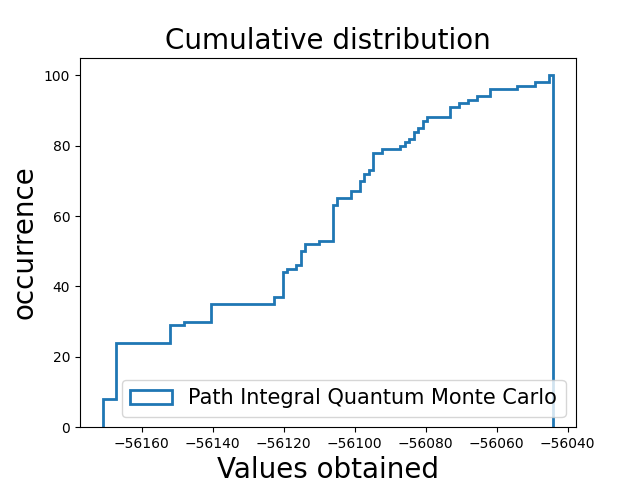 Cumulative distribution
occurrence
100
80
60
40
20
0
Path Integral Quantum Monte Carlo
−56160 −56140 −56120 −56100 −56080 −56060 −56040
Values obtained